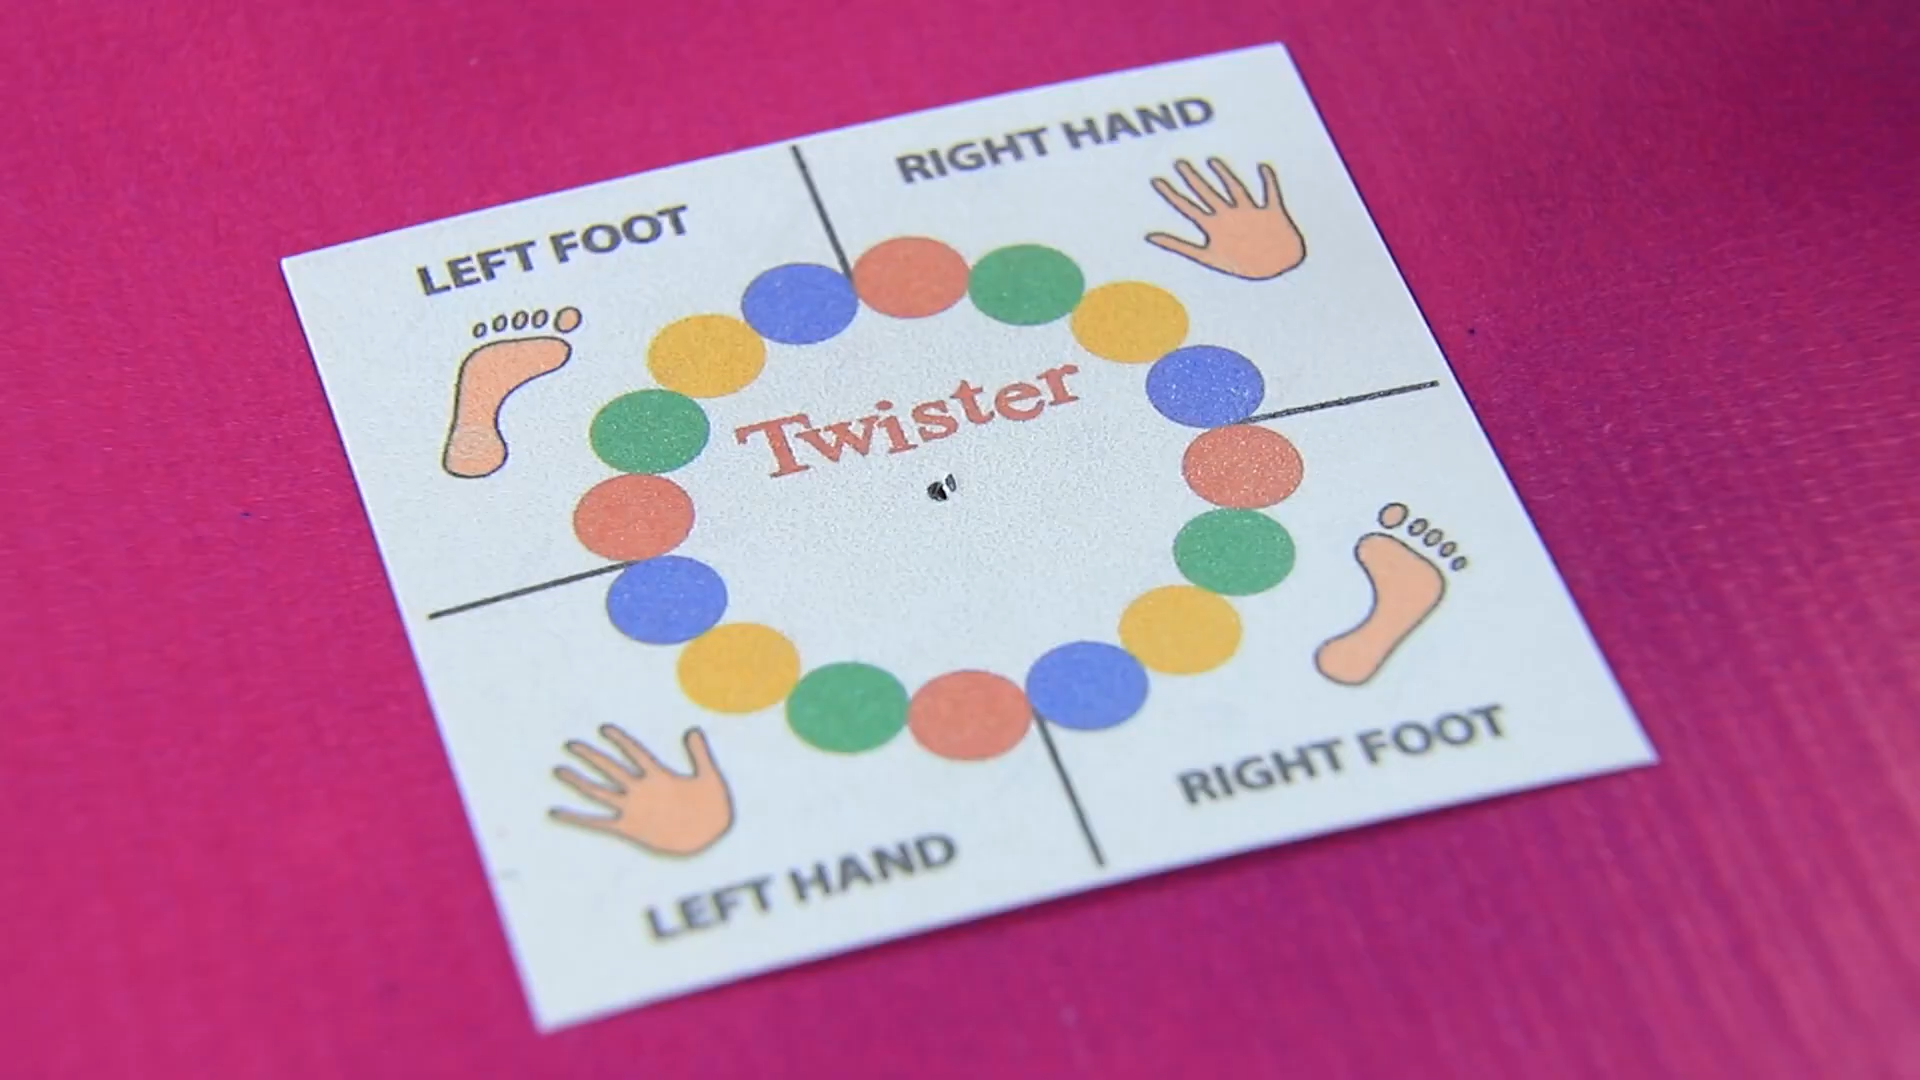 LEFT FOOT
RIGHT HAND
Twister
LEFT HAND
RIGHT FOOT